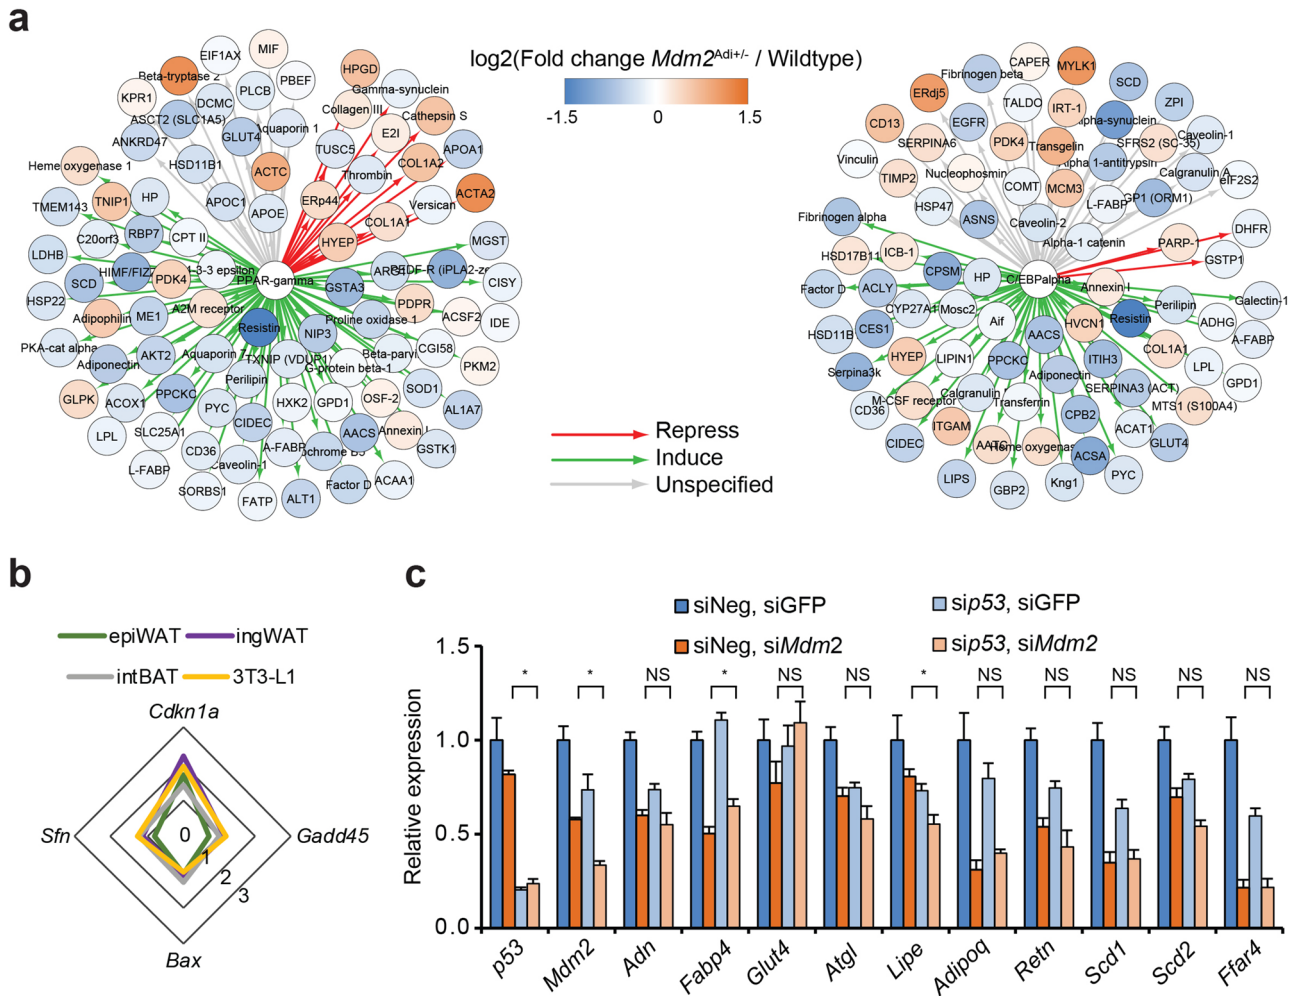 a
log2(Fold change Mdm2Adi+/- / Wildtype)
-1.5
0
1.5
EIF1AX
MIF
Beta-tryptase 2
PLCB
PBEF
HPGD
Gamma-synuclein
KPR1
DCMC
Collagen III
Cathepsin S
ASCT2 (SLC1A5)
GLUT4
Aquaporin 1
E2I
ANKRD47
TUSC5
APOA1
HSD11B1
ACTC
Thrombin
COL1A2
Heme oxygenase 1
TMEM143
TNIP1
HP
APOC1
APOE
ERp44
Versican
ACTA2
C20orf3
RBP7
CPT II
HYEP
COL1A1
MGST
LDHB
SCD
HIMF/FIZZ
PDK4
PPAR-gamma
GSTA3
CISY
HSP22
A2M receptor
PDPR
ACSF2
IDE
Adipophilin
ME1
Resistin
NIP3
Proline oxidase 1
PKA-cat alpha
Adiponectin
AKT2
Aquaporin 7
TXNIP (VDUP1)
G-protein beta-1
CGI58
PKM2
GLPK
ACOX1
PPCKC
Perilipin
SOD1
PYC
HXK2
GPD1
OSF-2
AL1A7
LPL
SLC25A1
CIDEC
AACS
GSTK1
L-FABP
CD36
Caveolin-1
A-FABP
SORBS1
FATP
ALT1
Factor D
ACAA1
Repress
Induce
Unspecified
CAPER
MYLK1
Fibrinogen beta
SCD
ERdj5
TALDO
IRT-1
ZPI
CD13
EGFR
SERPINA6
PDK4
Transgelin
SFRS2 (SC-35)
Caveolin-1
Vinculin
Nucleophosmin
Alpha 1-antitrypsin
Calgranulin A
TIMP2
COMT
MCM3
eIF2S2
HSP47
ASNS
L-FABP
Fibrinogen alpha
Caveolin-2
Alpha-1 catenin
PARP-1
DHFR
HSD17B11
ICB-1
GSTP1
CPSM
HP
C/EBPalpha
Annexin I
Factor D
ACLY
CYP27A1
Mosc2
Aif
Resistin
Perilipin
Galectin-1
HSD11B
CES1
AACS
HVCN1
ADHG
A-FABP
Serpina3k
HYEP
LIPIN1
PPCKC
ITIH3
COL1A1
LPL
GPD1
Adiponectin
SERPINA3 (ACT)
CD36
M-CSF receptor
Transferrin
CPB2
MTS1 (S100A4)
ITGAM
ACAT1
CIDEC
ACSA
GLUT4
LIPS
GBP2
Kng1
PYC
b
epiWAT
ingWAT
intBAT
3T3-L1
Cdkn1a
Sfn
0
Gadd45
1
2
3
Bax
c
siNeg, siGFP
sip53, siGFP
siNeg, siMdm2
sip53, siMdm2
Relative expression
1.5
1.0
0.5
0.0
* * NS * NS NS * NS NS NS NS NS
p53 Mdm2 Adn Fabp4 Glut4 Atgl Lipe Adipoq Retn Scd1 Scd2 Ffar4